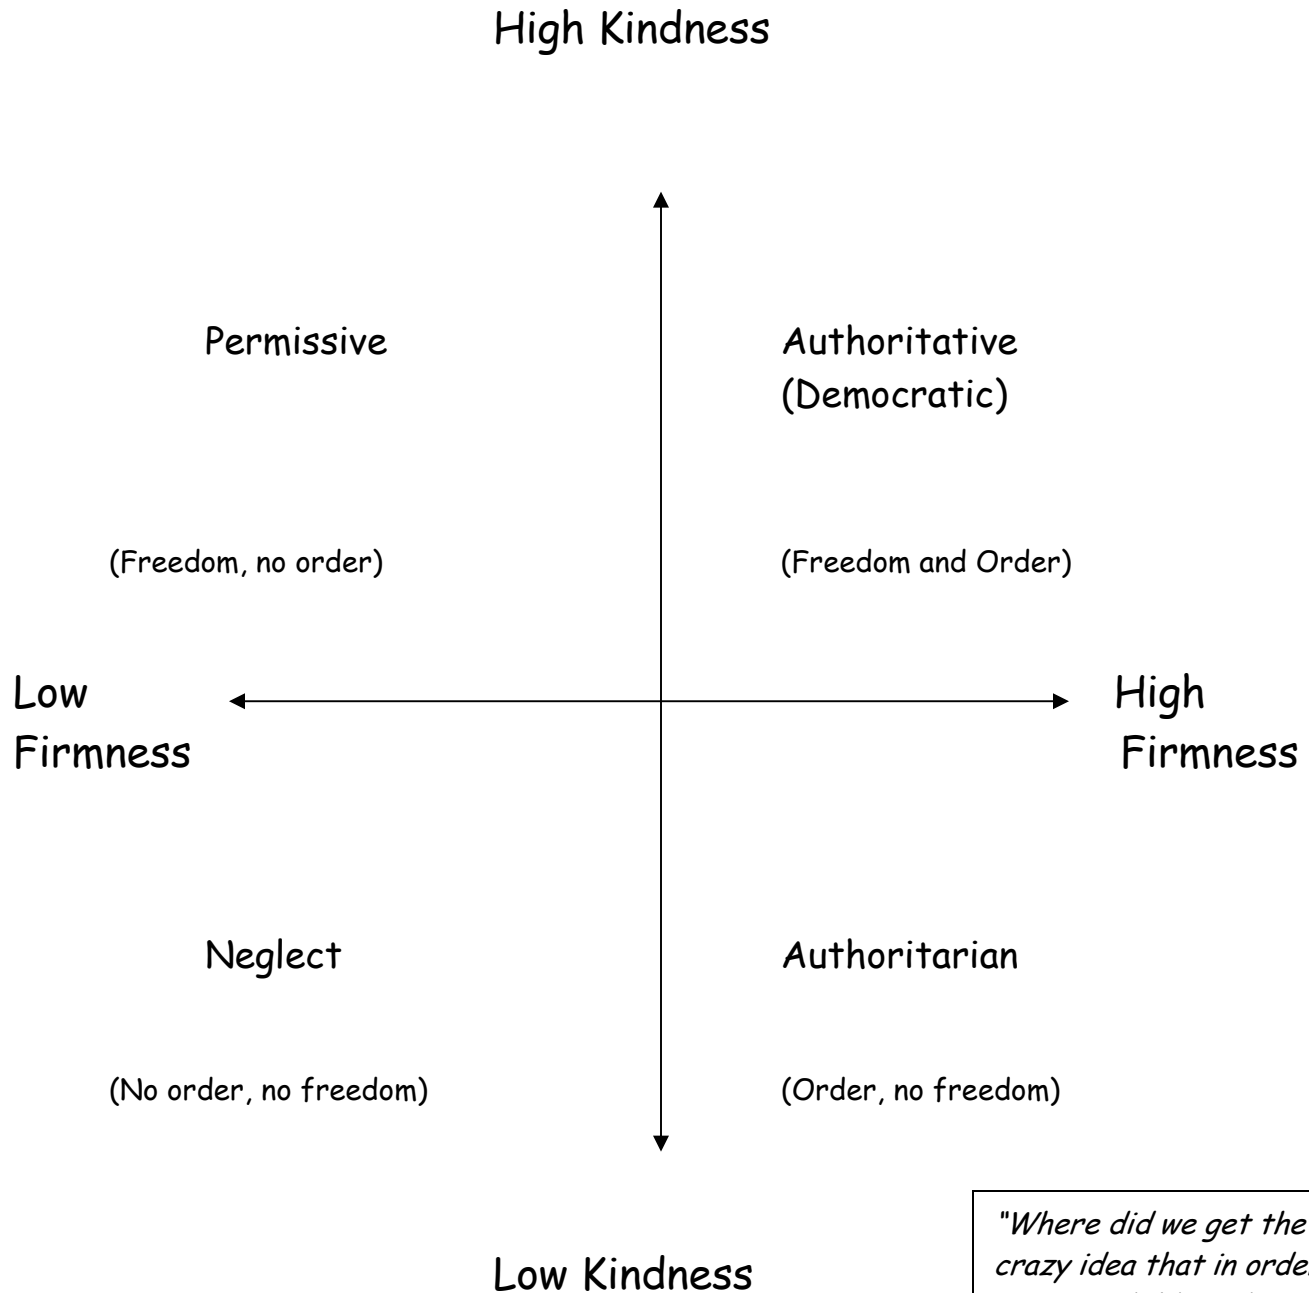 High Kindness
Permissive
Authoritative
(Democratic)
(Freedom, no order)
(Freedom and Order)
Low
Firmness
High
Firmness
Neglect
Authoritarian
(No order, no freedom)
(Order, no freedom)
Low Kindness
"Where did we get the
crazy idea that in order